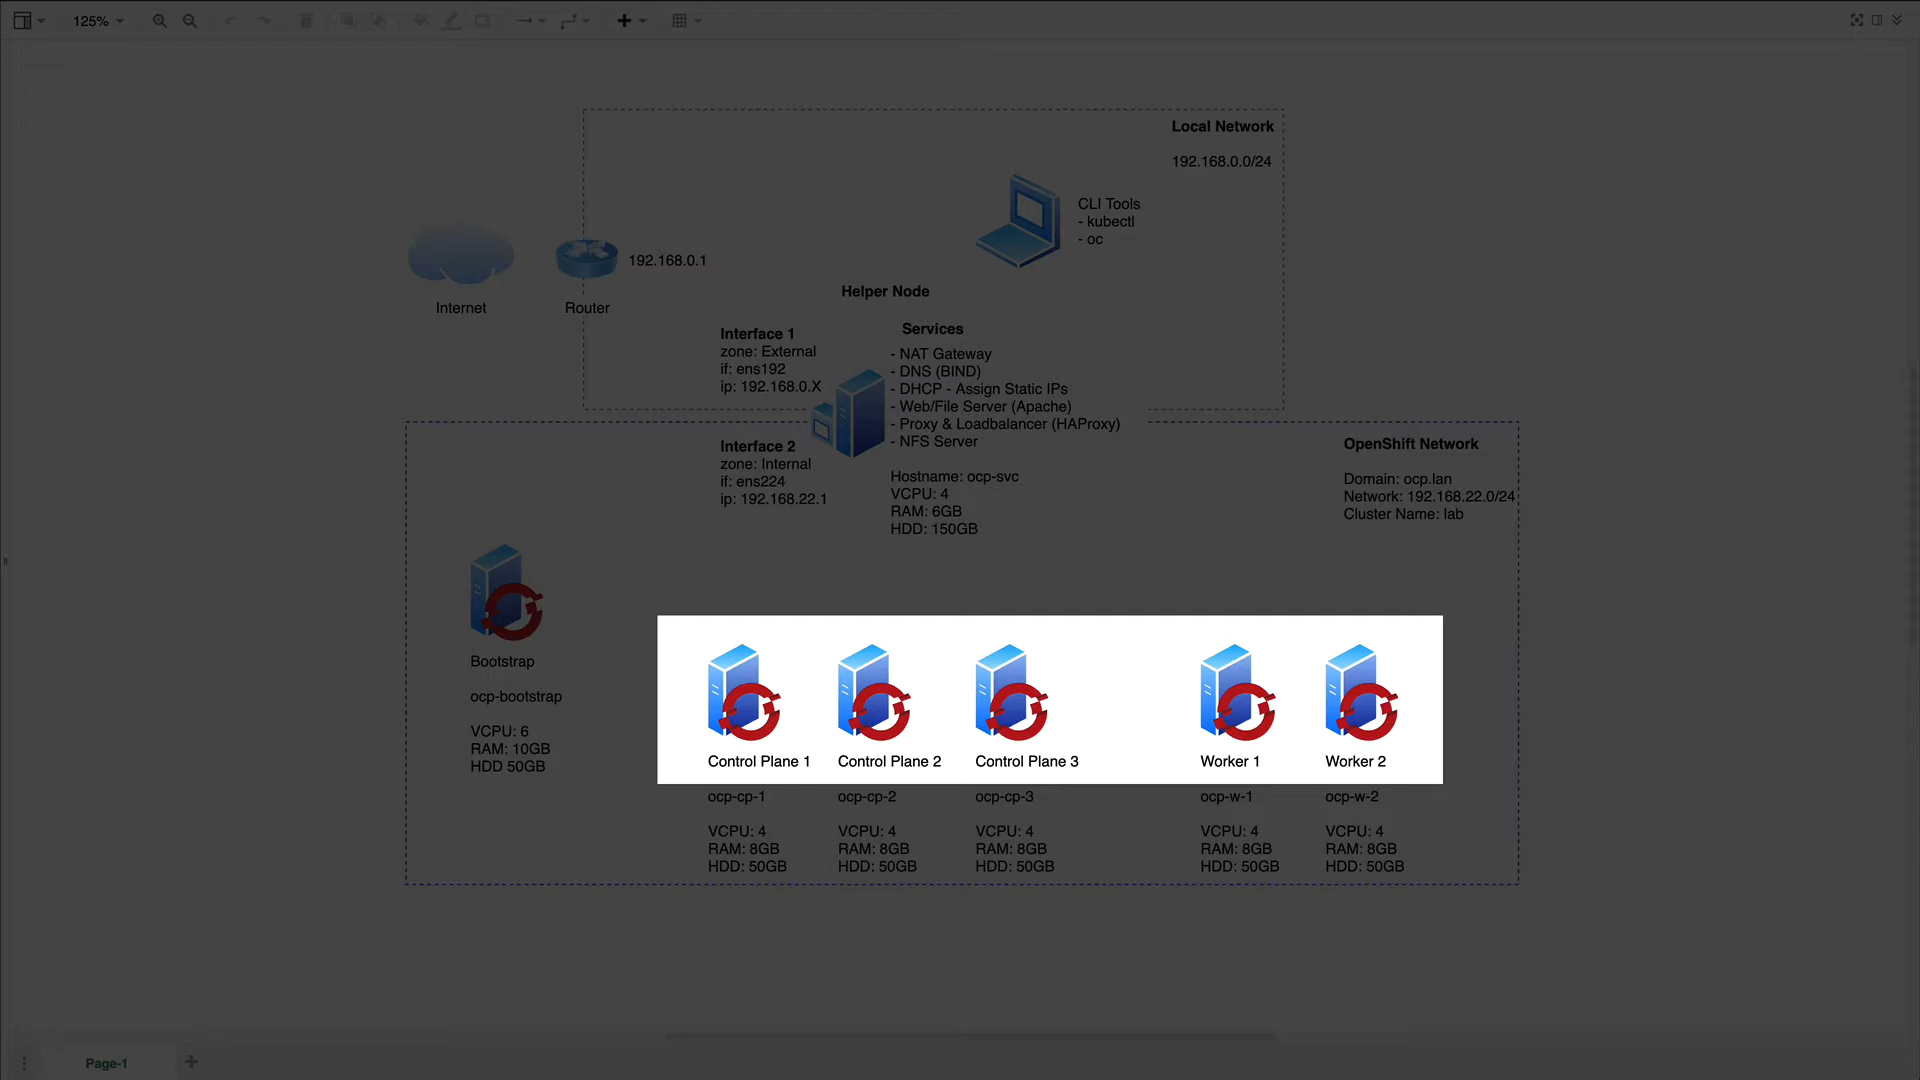 125%
Local Network
192.168.0.0/24
CLI Tools
- kubectl
- oc
192.168.0.1
Internet
Router
Helper Node
Interface 1
zone: External
if: ens192
ip: 192.168.0.X
Services
- NAT Gateway
- DNS (BIND)
- DHCP - Assign Static IPs
- Web/File Server (Apache)
- Proxy & Loadbalancer (HAProxy)
- NFS Server
Interface 2
zone: Internal
if: ens224
ip: 192.168.22.1
Hostname: ocp-svc
VCPU: 4
RAM: 6GB
HDD: 150GB
OpenShift Network
Domain: ocp.lan
Network: 192.168.22.0/24
Cluster Name: lab
Bootstrap
ocp-bootstrap
VCPU: 6
RAM: 10GB
HDD 50GB
Control Plane 1
ocp-cp-1
VCPU: 4
RAM: 8GB
HDD: 50GB
Control Plane 2
ocp-cp-2
VCPU: 4
RAM: 8GB
HDD: 50GB
Control Plane 3
ocp-cp-3
VCPU: 4
RAM: 8GB
HDD: 50GB
Worker 1
ocp-w-1
VCPU: 4
RAM: 8GB
HDD: 50GB
Worker 2
ocp-w-2
VCPU: 4
RAM: 8GB
HDD: 50GB
Page-1